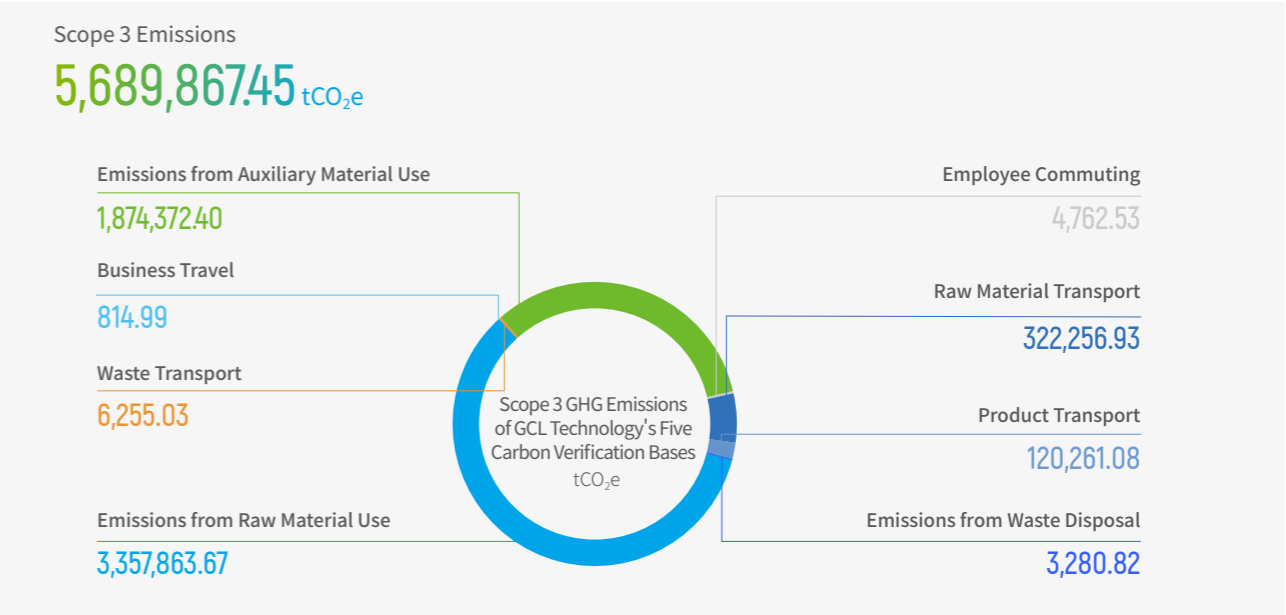 Scope 3 Emissions
5,689,867.45 tCO₂e
Emissions from Auxiliary Material Use
1,874,372.40
Business Travel
814.99
Waste Transport
6,255.03
Emissions from Raw Material Use
3,357,863.67
Scope 3 GHG Emissions
of GCL Technology's Five
Carbon Verification Bases
tCO₂e
Employee Commuting
4,762.53
Raw Material Transport
322,256.93
Product Transport
120,261.08
Emissions from Waste Disposal
3,280.82